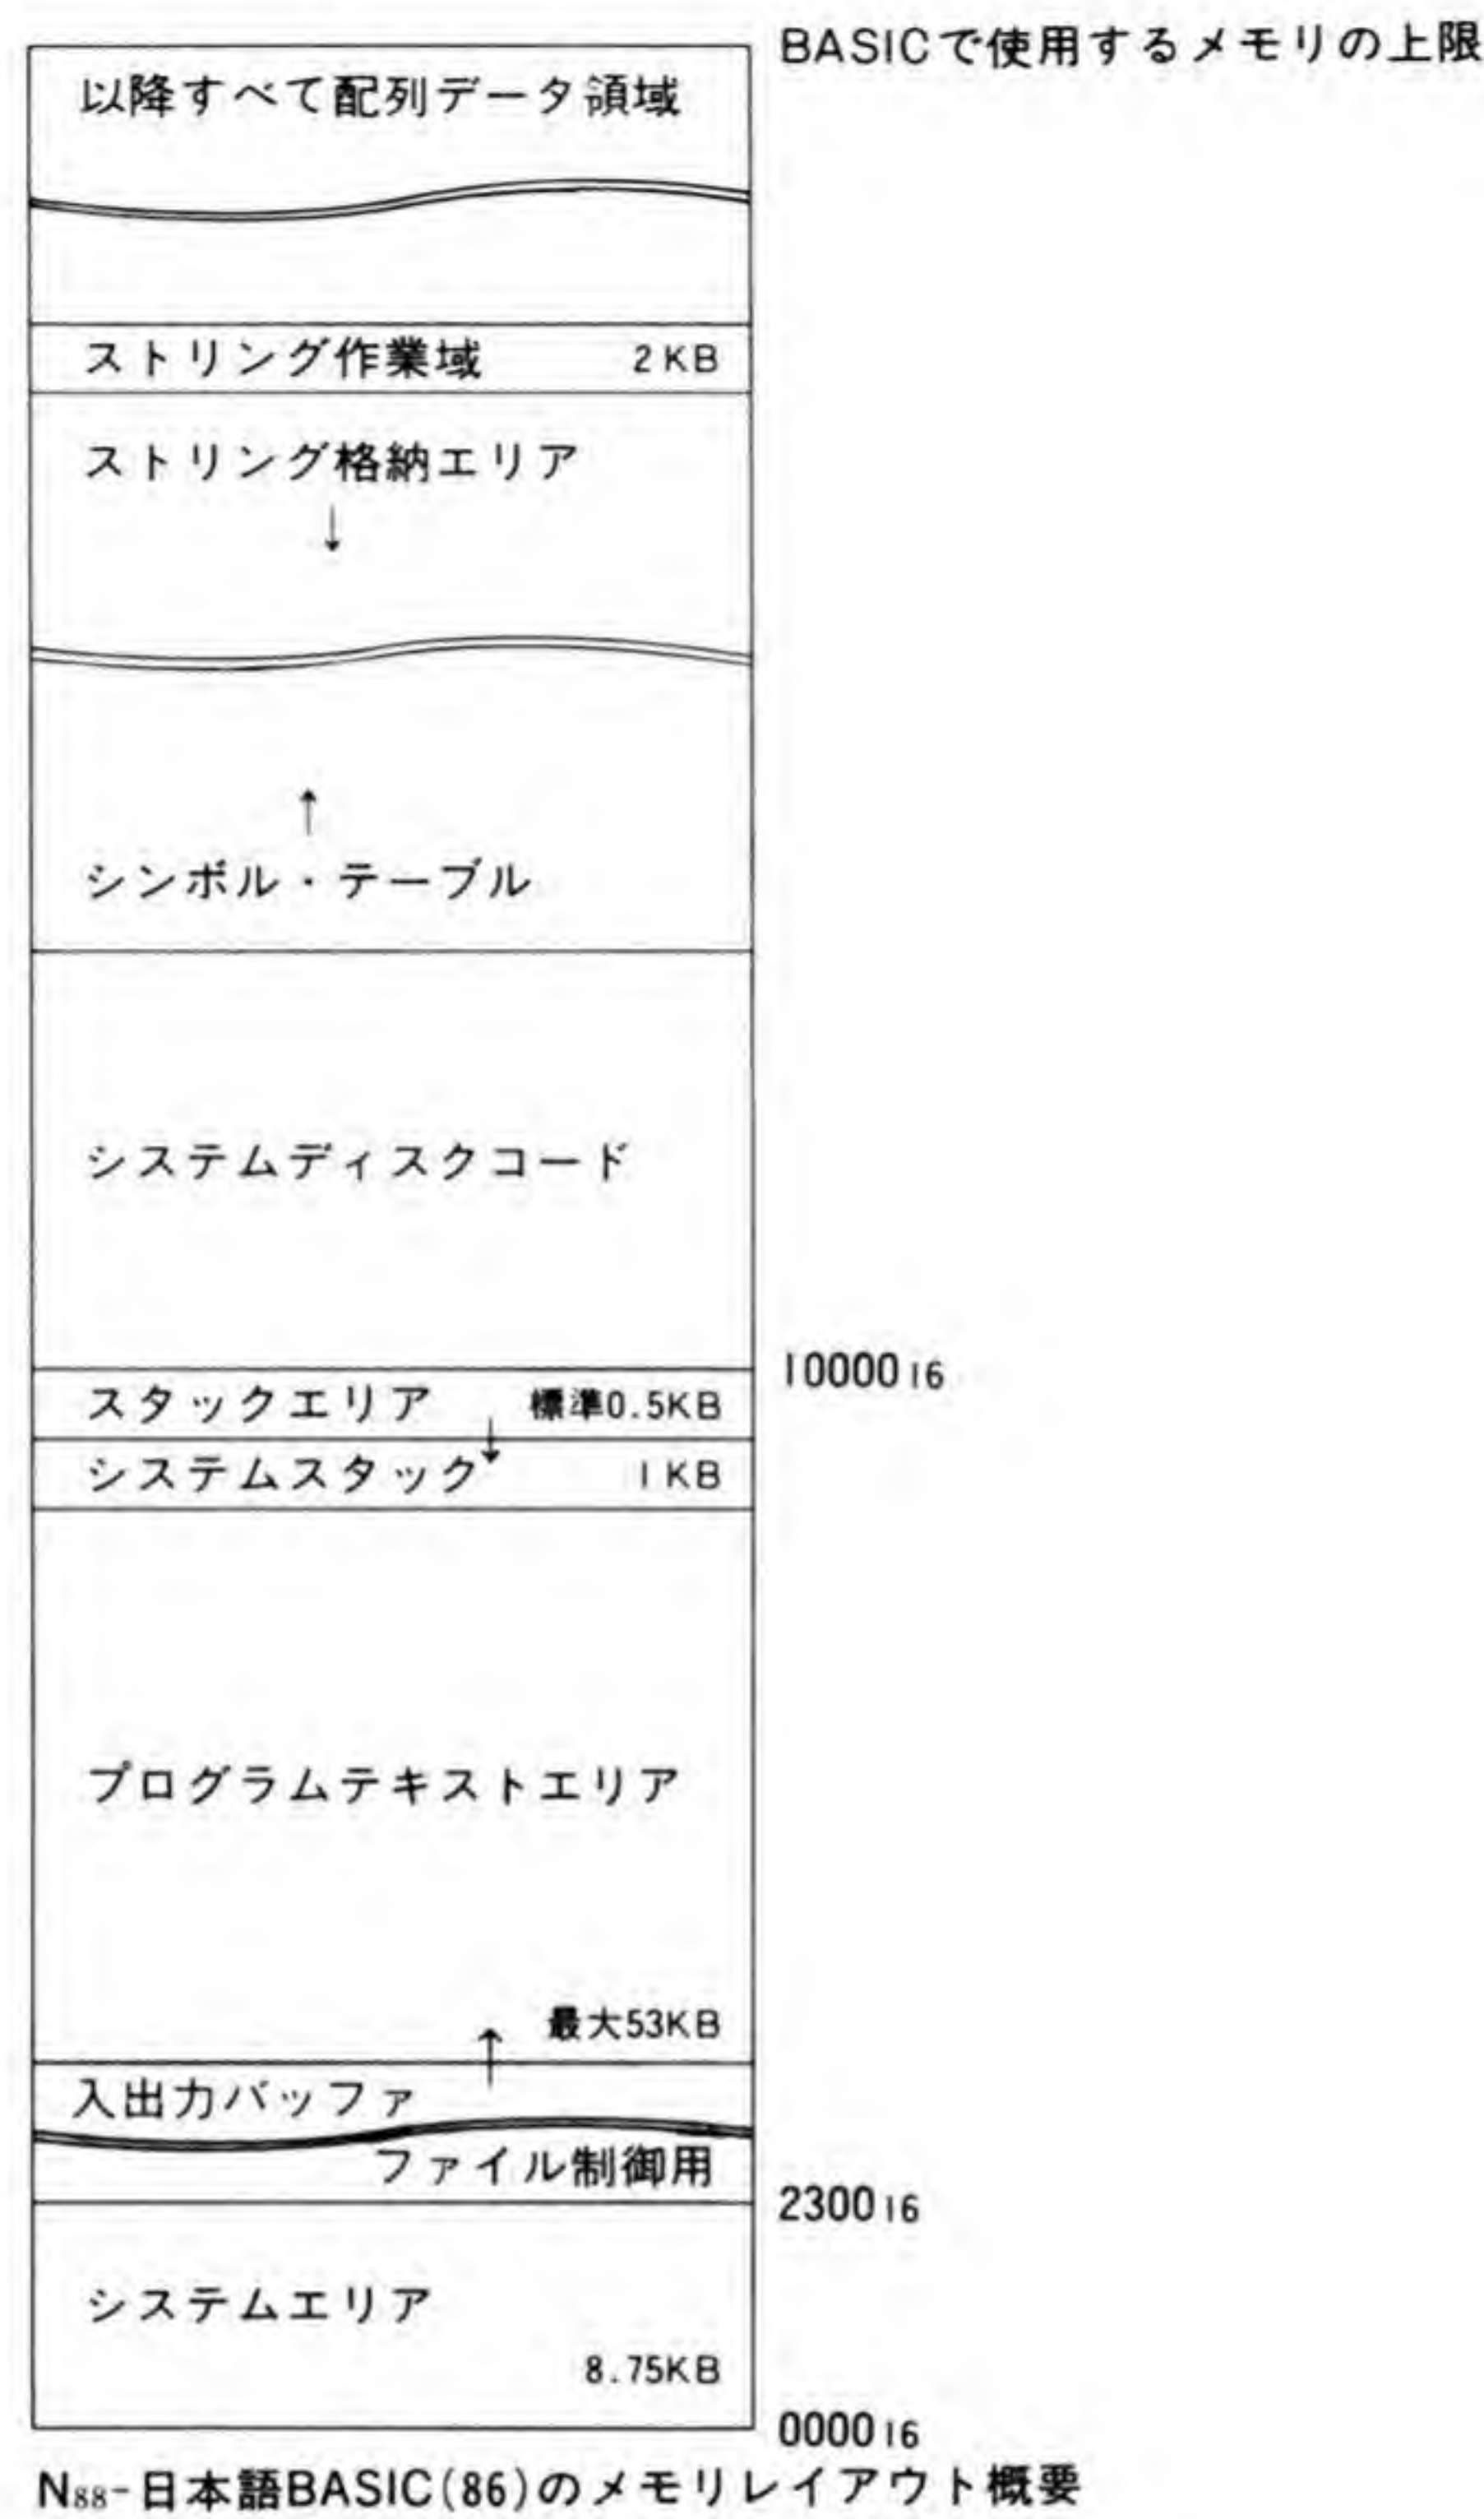 BASICで使用するメモリの上限
以降すべて配列データ領域
ストリング作業域 2KB
ストリング格納エリア
↓
↑
シンボル・テーブル
システムディスクコード
10000₁₆
スタックエリア 標準0.5KB
↓
システムスタック 1KB
プログラムテキストエリア
最大53KB
↑
入出力バッファ
ファイル制御用
2300₁₆
システムエリア
8.75KB
0000₁₆
N₈₈-日本語BASIC(86)のメモリレイアウト概要